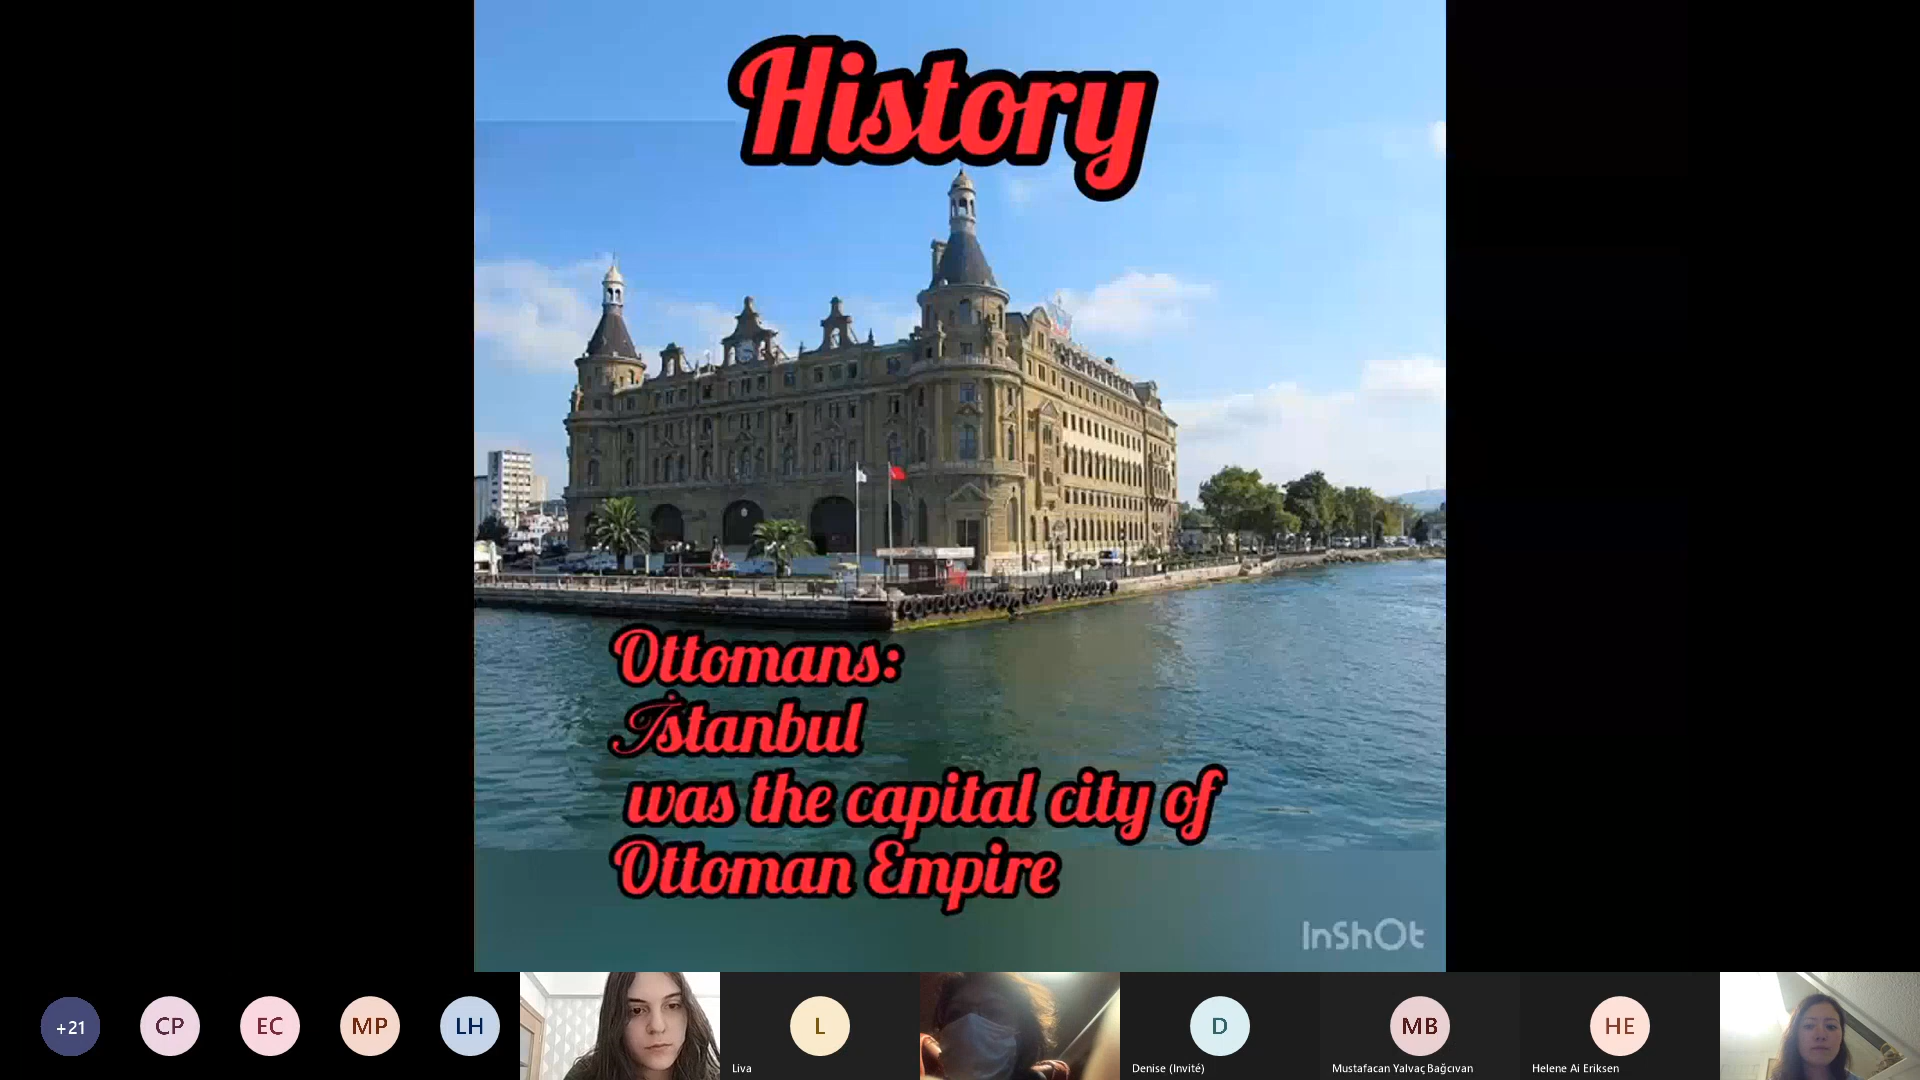 History
Ottomans:
İstanbul
was the capital city of
Ottoman Empire
InShOt
+21
CP
EC
MP
LH
L
D
MB
HE
Liva
Denise (Invité)
Mustafacan Yalvaç Bağcıvan
Helene Ai Eriksen